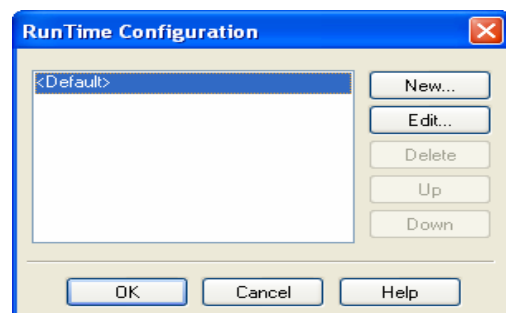 RunTime Configuration
<Default>
New...
Edit...
Delete
Up
Down
OK
Cancel
Help